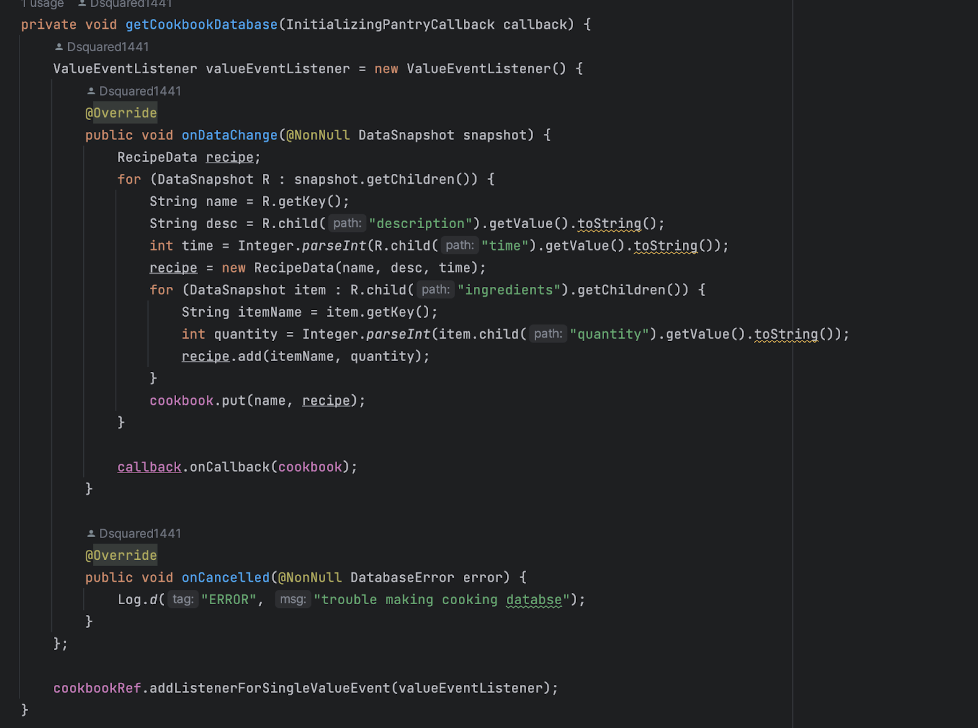 1 usage Dsquared1441
private void getCookbookDatabase(InitializingPantryCallback callback) {
Dsquared1441
ValueEventListener valueEventListener = new ValueEventListener() {
Dsquared1441
@Override
public void onDataChange(@NonNull DataSnapshot snapshot) {
RecipeData recipe;
for (DataSnapshot R : snapshot.getChildren()) {
String name = R.getKey();
String desc = R.child( path: "description").getValue().toString();
int time = Integer.parseInt(R.child( path: "time").getValue().toString());
recipe = new RecipeData(name, desc, time);
for (DataSnapshot item : R.child( path: "ingredients").getChildren()) {
String itemName = item.getKey();
int quantity = Integer.parseInt(item.child( path: "quantity").getValue().toString());
recipe.add(itemName, quantity);
}
cookbook.put(name, recipe);
}
callback.onCallback(cookbook);
}
Dsquared1441
@Override
public void onCancelled(@NonNull DatabaseError error) {
Log.d( tag: "ERROR", msg: "trouble making cooking databse");
}
};
cookbookRef.addListenerForSingleValueEvent(valueEventListener);
}